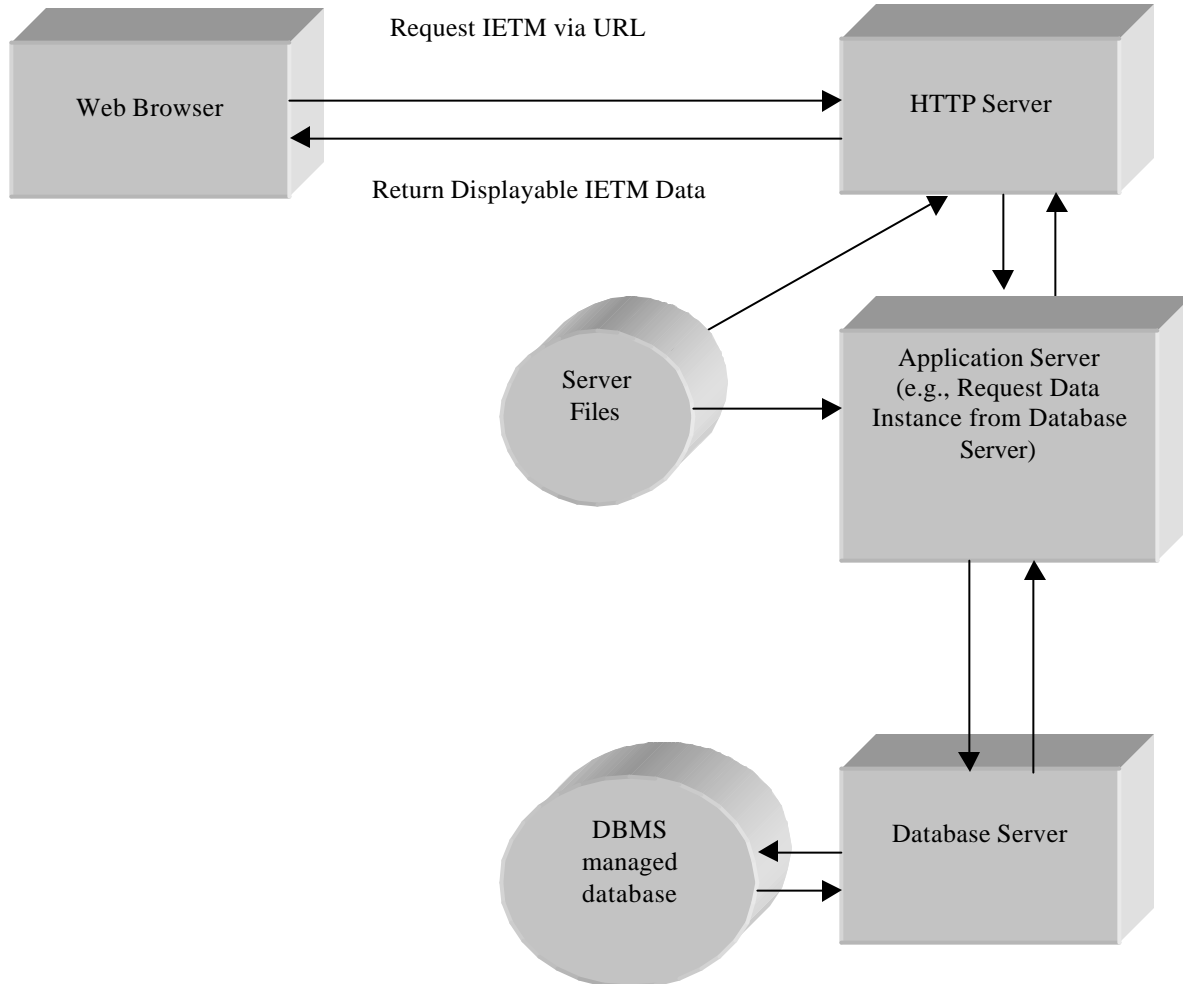 Request IETM via URL
Web Browser
HTTP Server
Return Displayable IETM Data
Server
Files
Application Server
(e.g., Request Data
Instance from Database
Server)
DBMS
managed
database
Database Server